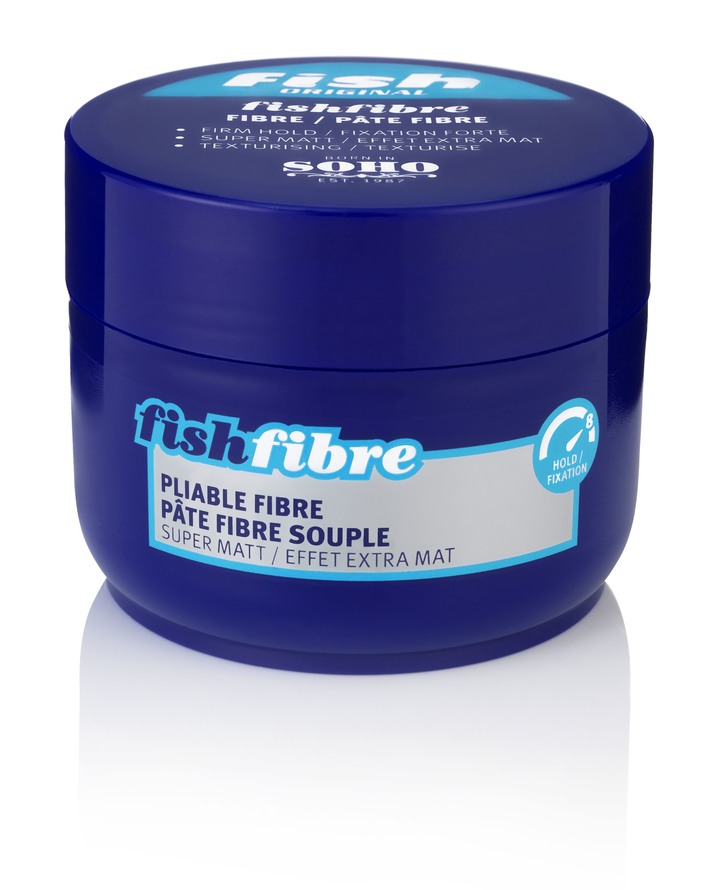 fish
ORIGINAL
fishfibre
FIBRE / PÂTE FIBRE
• FIRM HOLD / FIXATION FORTE
• SUPER MATT / EFFET EXTRA MAT
• TEXTURISING / TEXTURISE
BORN IN
SOHO
EST. 1987
fishfibre
8
HOLD /
FIXATION
PLIABLE FIBRE
PÂTE FIBRE SOUPLE
SUPER MATT / EFFET EXTRA MAT